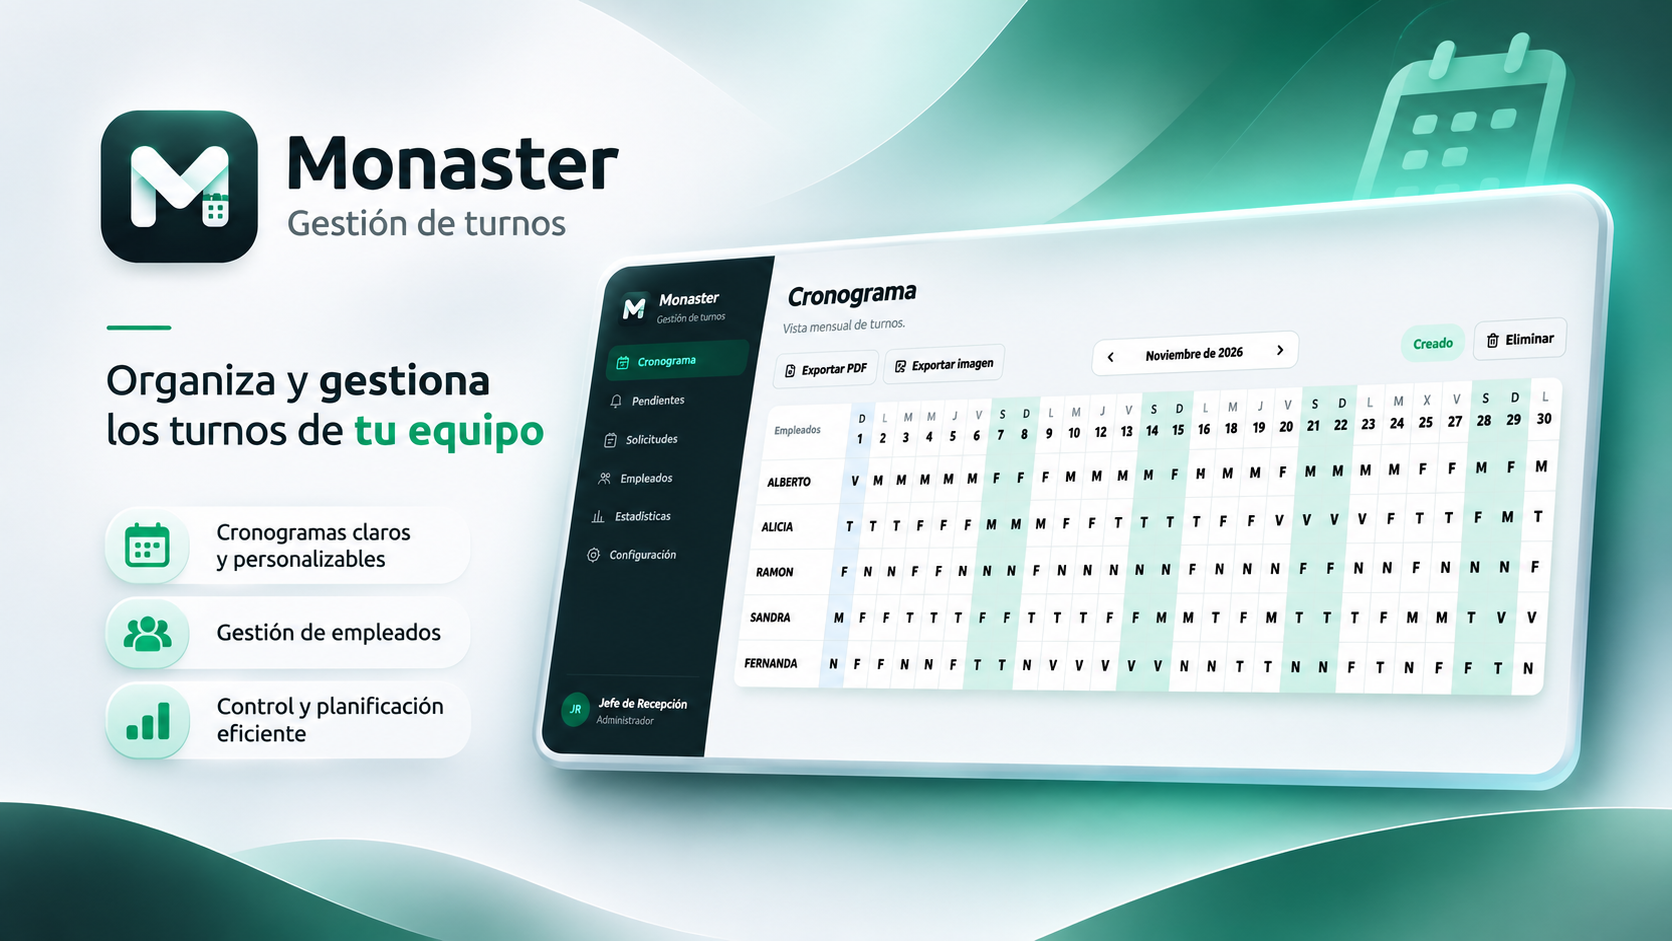 Monaster
Gestión de turnos
Organiza y gestiona
los turnos de tu equipo
Cronogramas claros
y personalizables
Gestión de empleados
Control y planificación
eficiente
Monaster
Gestión de turnos
Cronograma
Pendientes
Solicitudes
Empleados
Estadísticas
Configuración
JR
Jefe de Recepción
Administrador
Cronograma
Vista mensual de turnos.
Exportar PDF
Exportar imagen
Noviembre de 2026
Creado
Eliminar
D L M M J V S D L M J V S D L M J V S D L M X V S D L
Empleados 1 2 3 4 5 6 7 8 9 10 12 13 14 15 16 18 19 20 21 22 23 24 25 27 28 29 30
ALBERTO V M M M M M F F F M M M M F H M M F M M M M F F M F M
ALICIA T T T F F F M M M F F T T T T F F V V V V F T T F M T
RAMON F N N F F N N N F N N N N N F N N N F F N N F N N N F
SANDRA M F F T T T F F T T T F F M M T F M T T T F M M T V V
FERNANDA N F F N N F T T N V V V V V N N T T N N F T N F F T N